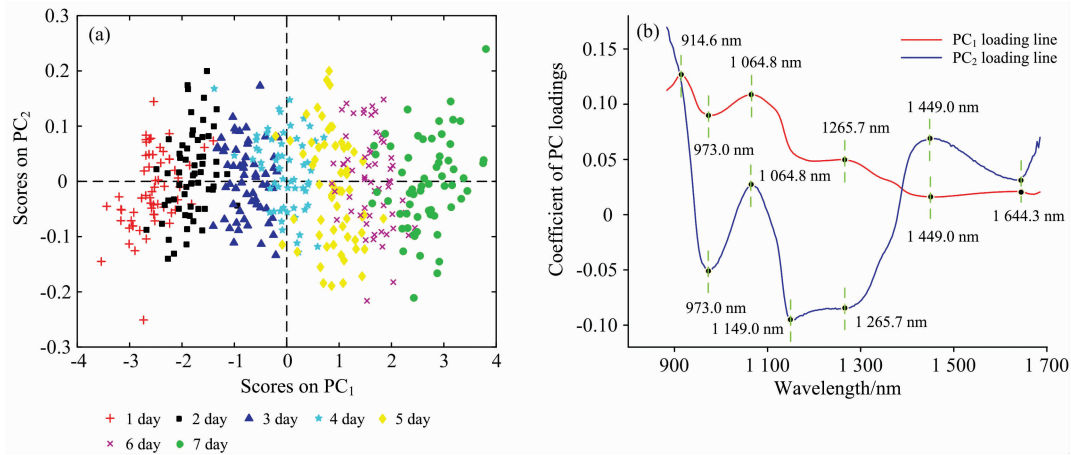 (a)
0.3
0.2
0.1
0
-0.1
-0.2
-0.3
Scores on PC2
-4 -3 -2 -1 0 1 2 3 4
Scores on PC1
1 day 2 day 3 day 4 day 5 day
6 day 7 day
(b)
PC1 loading line
PC2 loading line
0.15
0.10
0.05
0
-0.05
-0.10
Coefficient of PC loadings
914.6 nm
1 064.8 nm
973.0 nm
1 064.8 nm
1265.7 nm
1 449.0 nm
1 449.0 nm
1 644.3 nm
973.0 nm
1 149.0 nm
1 265.7 nm
900 1 100 1 300 1 500 1 700
Wavelength/nm